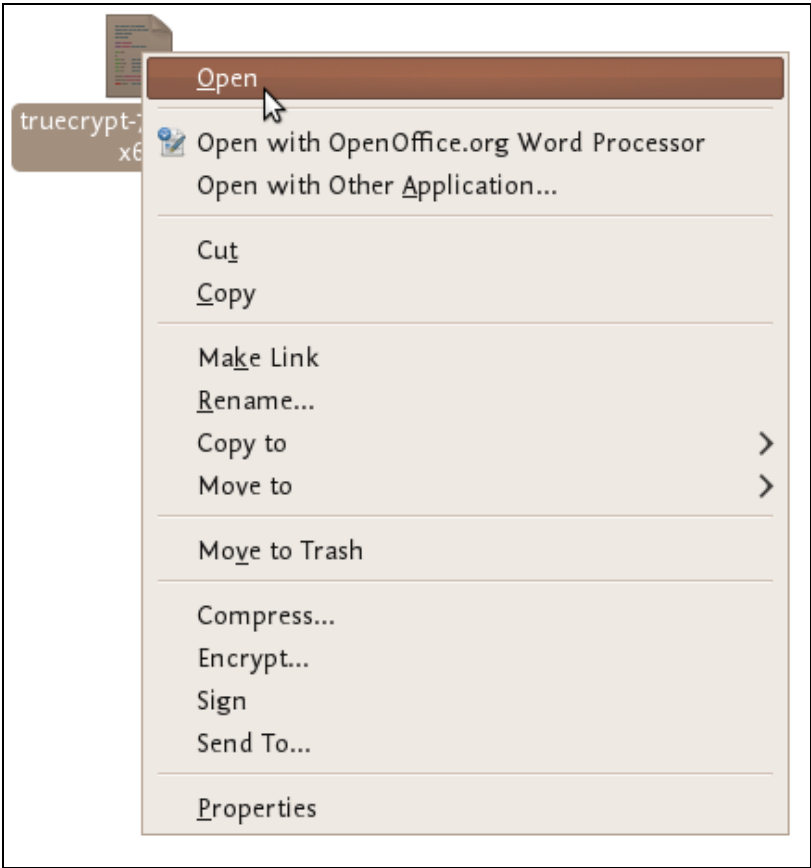 Open
truecrypt-7
x6
Open with OpenOffice.org Word Processor
Open with Other Application...
Cut
Copy
Make Link
Rename...
Copy to
Move to
Move to Trash
Compress...
Encrypt...
Sign
Send To...
Properties